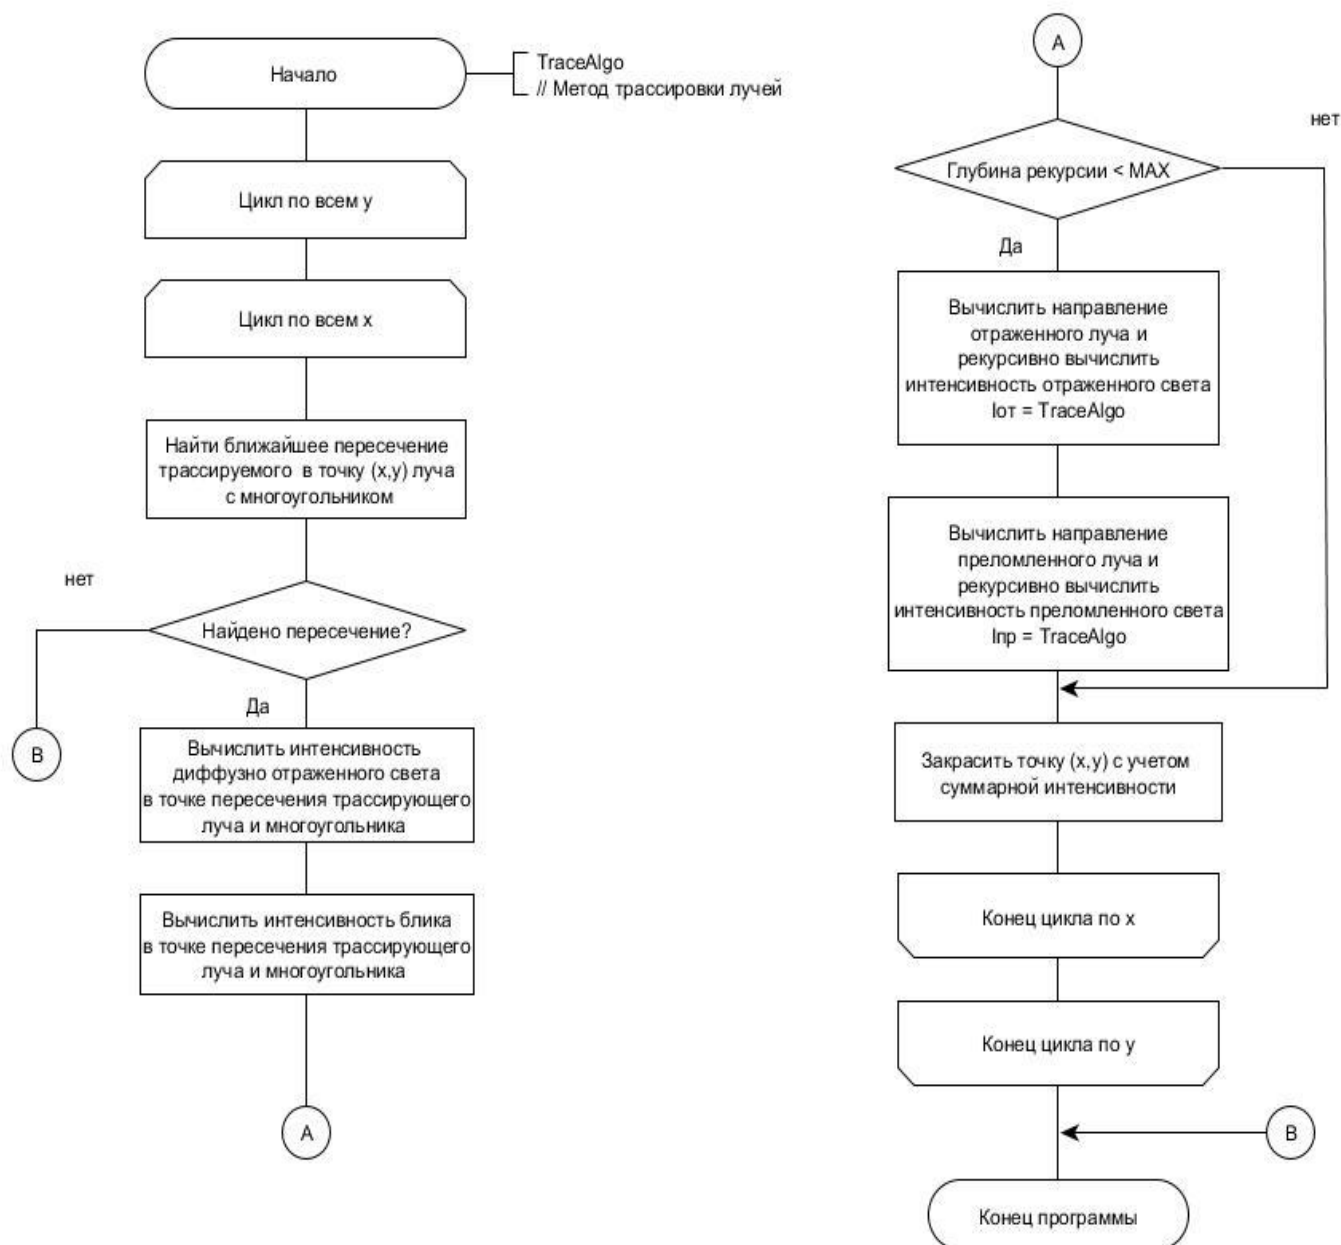 Начало
TraceAlgo
// Метод трассировки лучей
Цикл по всем y
Цикл по всем x
Найти ближайшее пересечение
трассируемого в точку (x,y) луча
с многоугольником
нет
Найдено пересечение?
Да
B
Вычислить интенсивность
диффузно отраженного света
в точке пересечения трассирующего
луча и многоугольника
Вычислить интенсивность блика
в точке пересечения трассирующего
луча и многоугольника
A
A
нет
Глубина рекурсии < MAX
Да
Вычислить направление
отраженного луча и
рекурсивно вычислить
интенсивность отраженного света
Iот = TraceAlgo
Вычислить направление
преломленного луча и
рекурсивно вычислить
интенсивность преломленного света
Iпр = TraceAlgo
Закрасить точку (x,y) с учетом
суммарной интенсивности
Конец цикла по x
Конец цикла по y
B
Конец программы